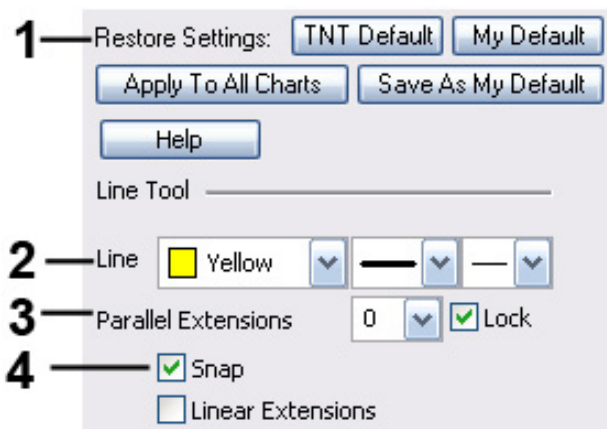 1 Restore Settings: TNT Default My Default
Apply To All Charts Save As My Default
Help
Line Tool
2 Line Yellow
3 Parallel Extensions 0 Lock
4 Snap
Linear Extensions